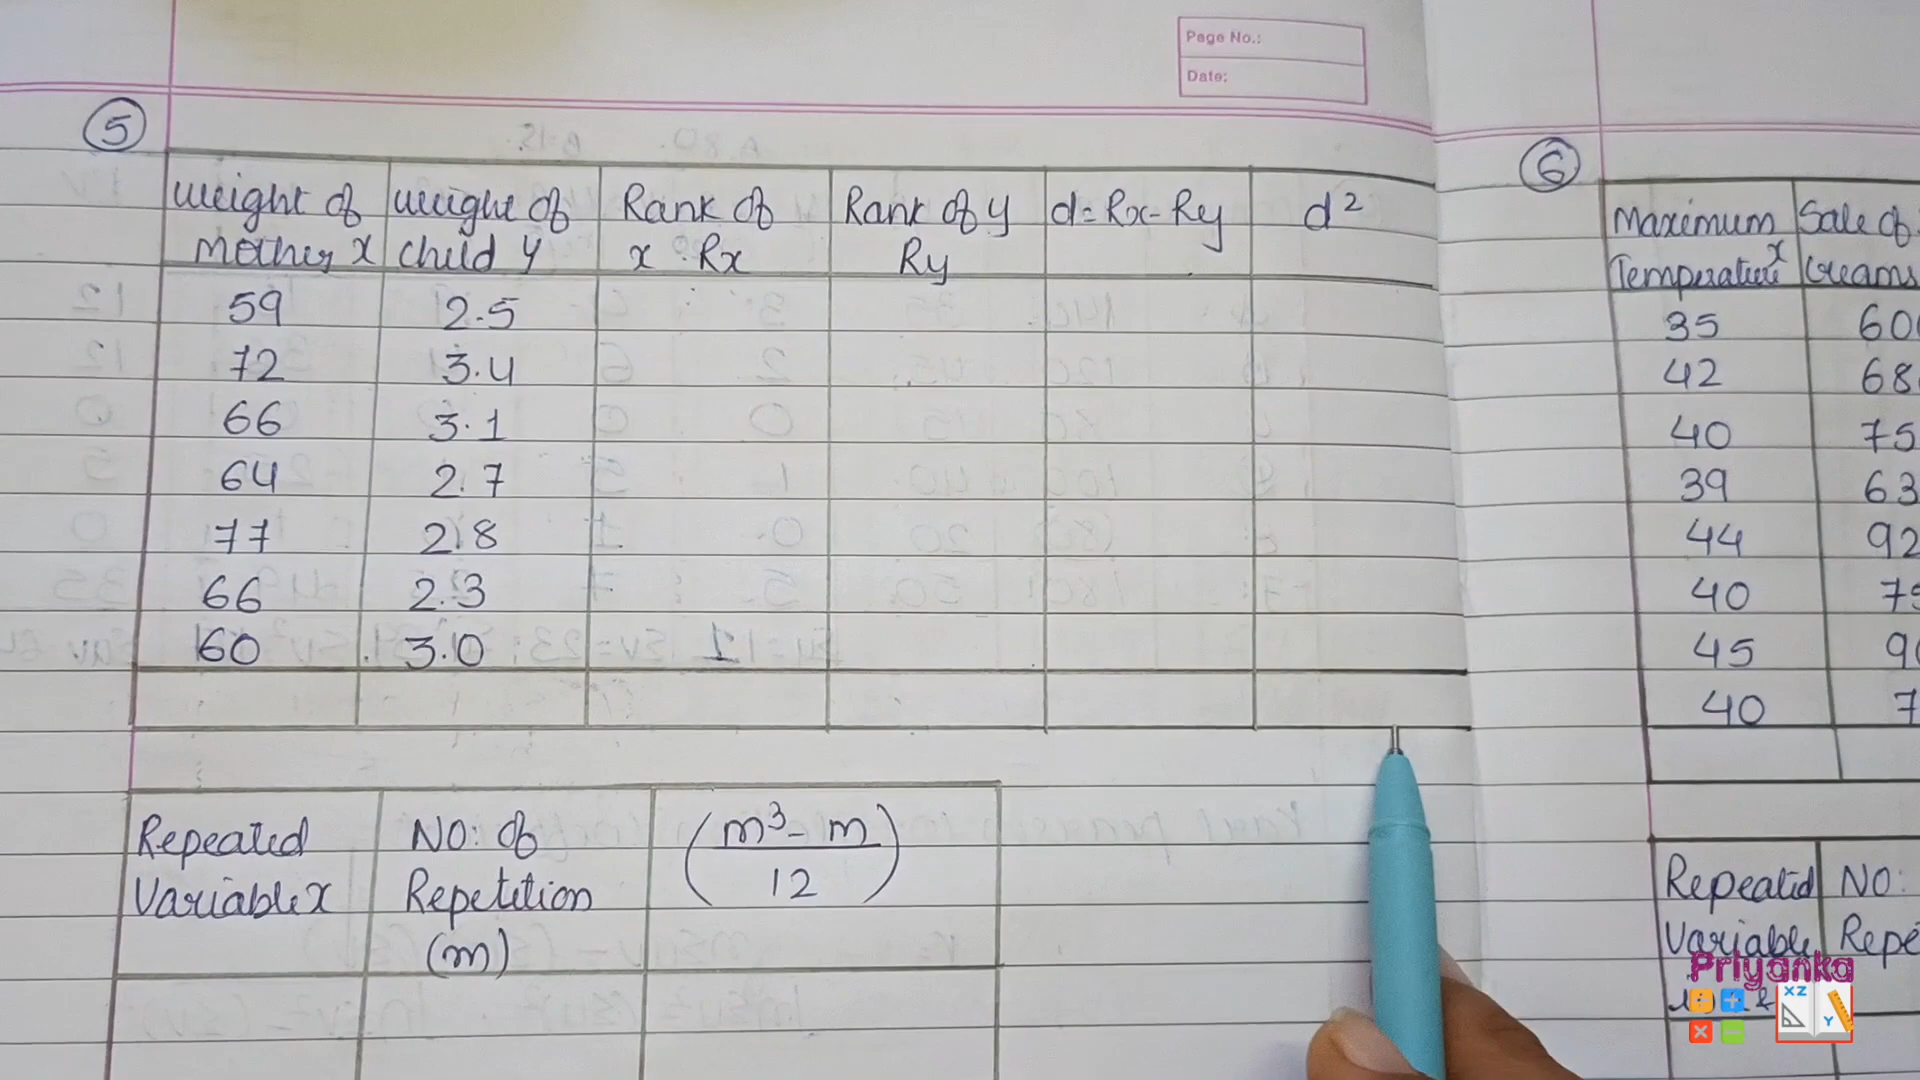 Page No.:
Date:
5
Weight of mother x | Weight of child y | Rank of x Rx | Rank of y Ry | d = Rx - Ry | d²
59 2.5
72 3.4
66 3.1
64 2.7
77 2.8
66 2.3
60 3.0
Repeated Variable x | NO: of Repetition (m) | (m³ - m / 12)
6
Maximum Temperature x | Sale of
35
42
40
39
44
40
45
40
Repeated Variable | NO:
Priyanka
XZ
Y